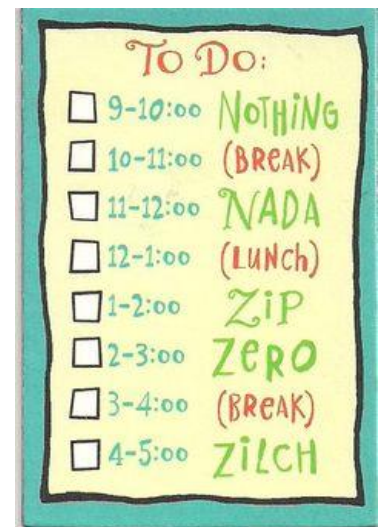 To Do:
9-10:00 NOTHiNG
10-11:00 (BREAK)
11-12:00 NADA
12-1:00 (LUNCh)
1-2:00 ZiP
2-3:00 ZeRO
3-4:00 (BREAK)
4-5:00 ZiLCH